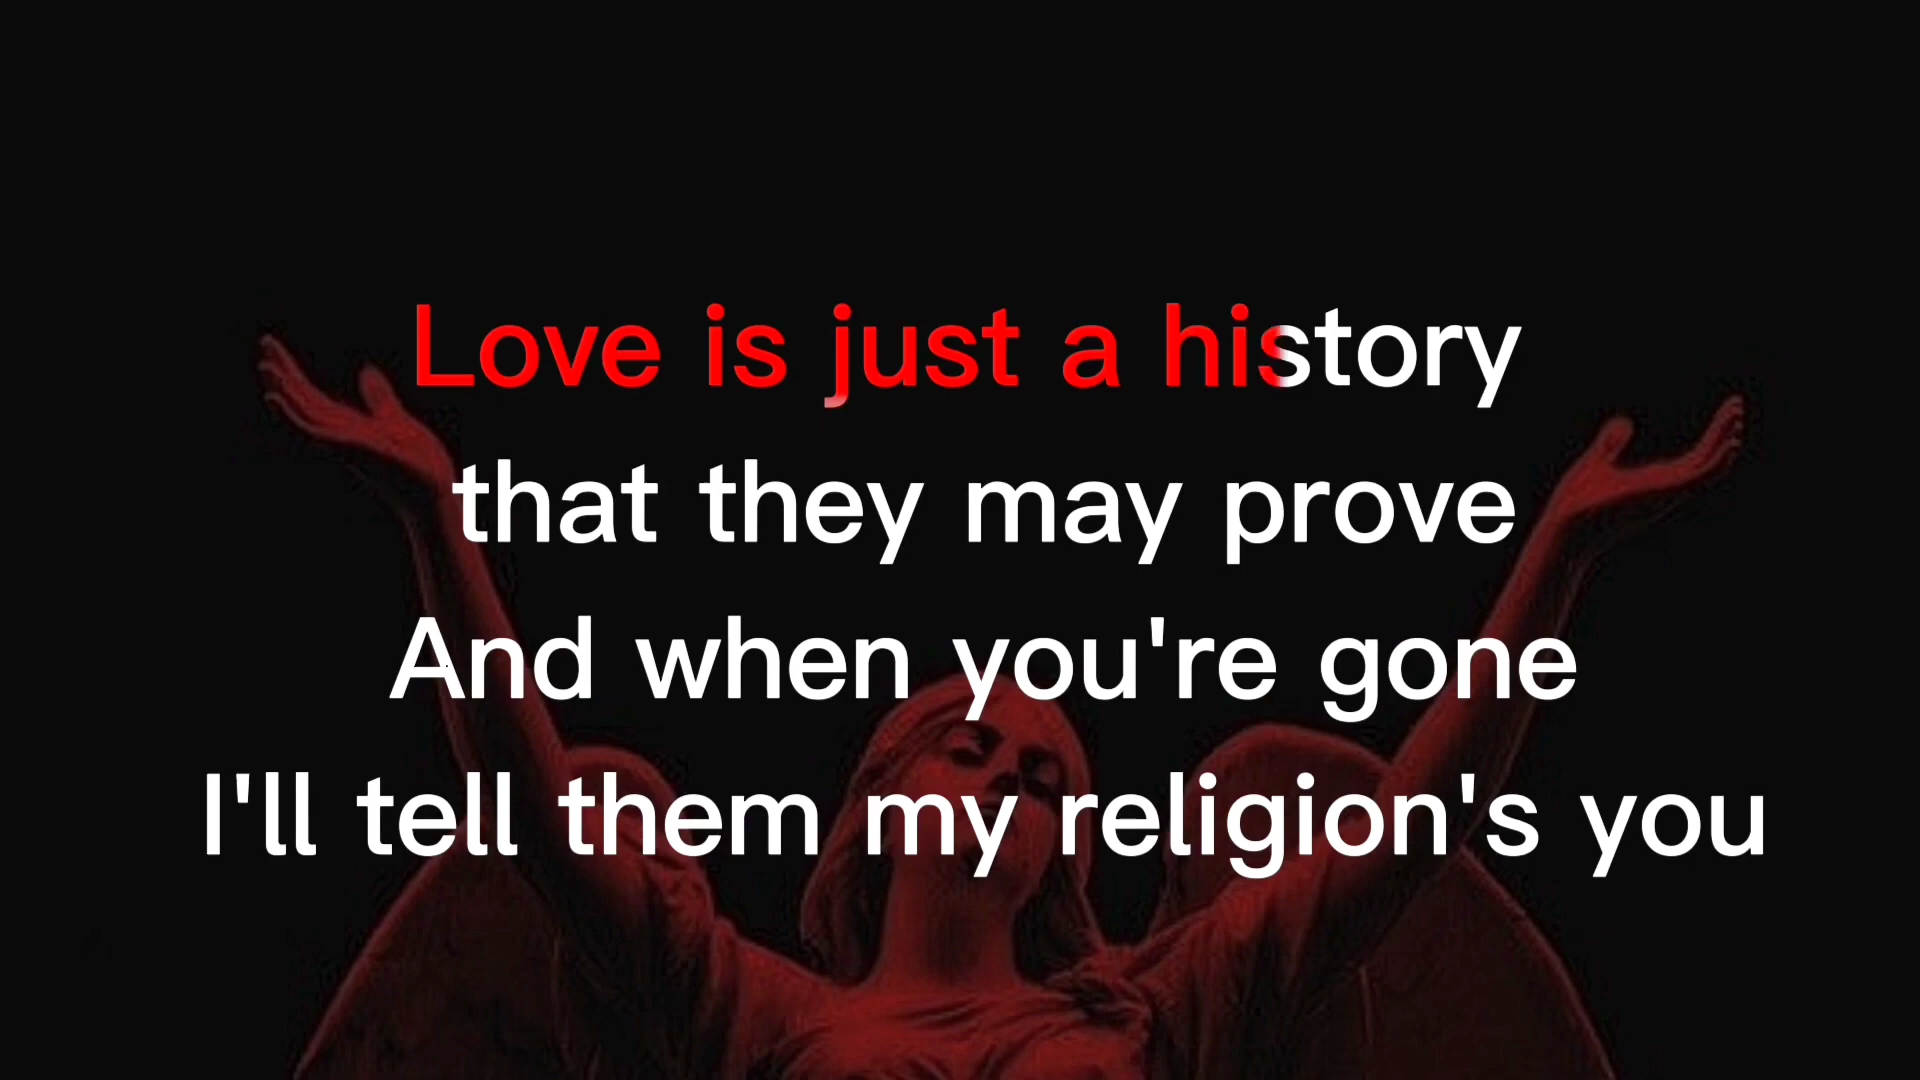 Love is just a history
that they may prove
And when you're gone
I'll tell them my religion's you